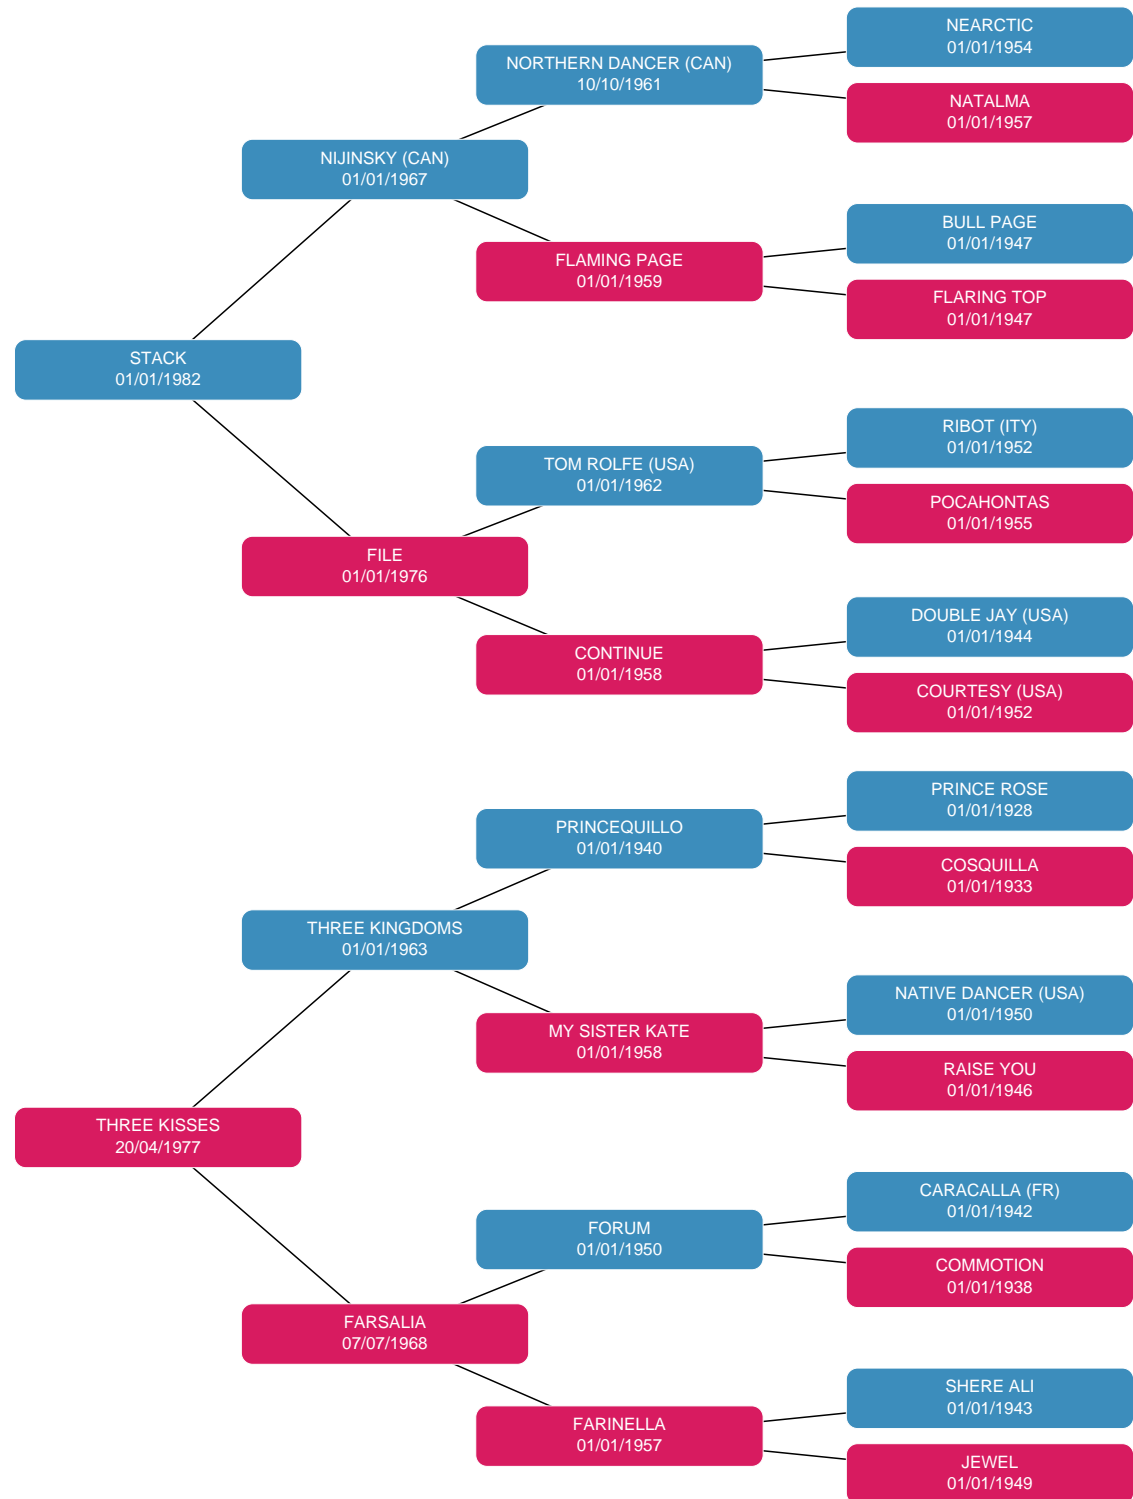 NEARCTIC
01/01/1954
NORTHERN DANCER (CAN)
10/10/1961
NATALMA
01/01/1957
NIJINSKY (CAN)
01/01/1967
BULL PAGE
01/01/1947
FLAMING PAGE
01/01/1959
FLARING TOP
01/01/1947
STACK
01/01/1982
RIBOT (ITY)
01/01/1952
TOM ROLFE (USA)
01/01/1962
POCAHONTAS
01/01/1955
FILE
01/01/1976
DOUBLE JAY (USA)
01/01/1944
CONTINUE
01/01/1958
COURTESY (USA)
01/01/1952
PRINCE ROSE
01/01/1928
PRINCEQUILLO
01/01/1940
COSQUILLA
01/01/1933
THREE KINGDOMS
01/01/1963
NATIVE DANCER (USA)
01/01/1950
MY SISTER KATE
01/01/1958
RAISE YOU
01/01/1946
THREE KISSES
20/04/1977
CARACALLA (FR)
01/01/1942
FORUM
01/01/1950
COMMOTION
01/01/1938
FARSALIA
07/07/1968
SHERE ALI
01/01/1943
FARINELLA
01/01/1957
JEWEL
01/01/1949